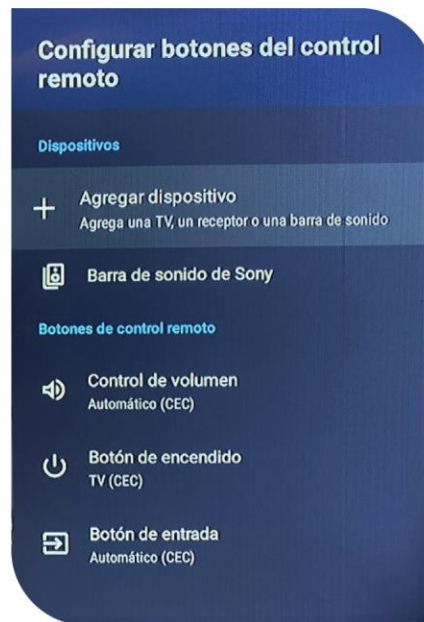 Configurar botones del control
remoto
Dispositivos
Agregar dispositivo
Agrega una TV, un receptor o una barra de sonido
Barra de sonido de Sony
Botones de control remoto
Control de volumen
Automático (CEC)
Botón de encendido
TV (CEC)
Botón de entrada
Automático (CEC)